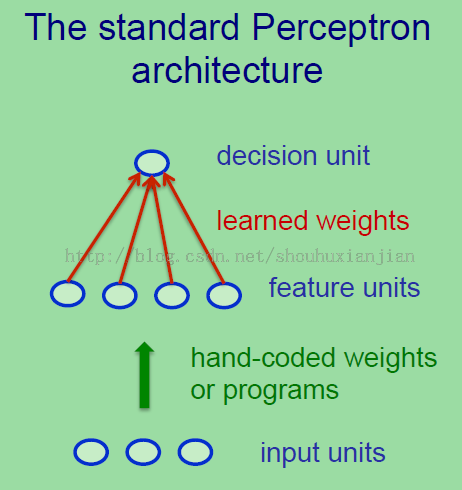 The standard Perceptron
architecture
decision unit
learned weights
http://blog.csdn.net/shouhuxianjian
feature units
hand-coded weights
or programs
input units